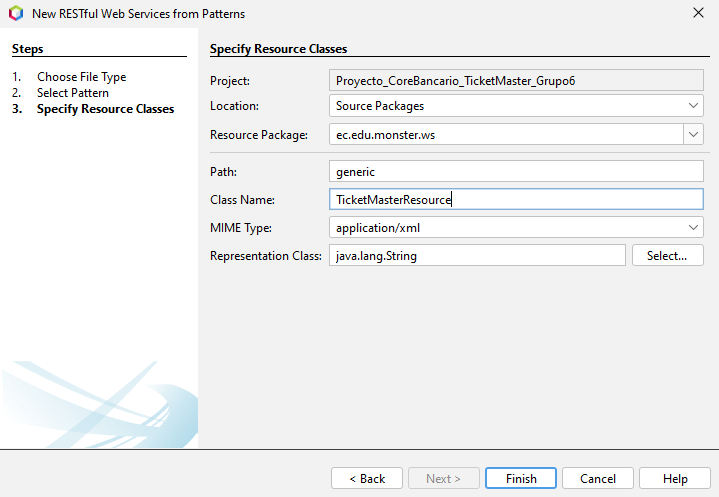 New RESTful Web Services from Patterns
Steps
1. Choose File Type
2. Select Pattern
3. Specify Resource Classes
Specify Resource Classes
Project: Proyecto_CoreBancario_TicketMaster_Grupo6
Location: Source Packages
Resource Package: ec.edu.monster.ws
Path: generic
Class Name: TicketMasterResource
MIME Type: application/xml
Representation Class: java.lang.String Select...
< Back Next > Finish Cancel Help